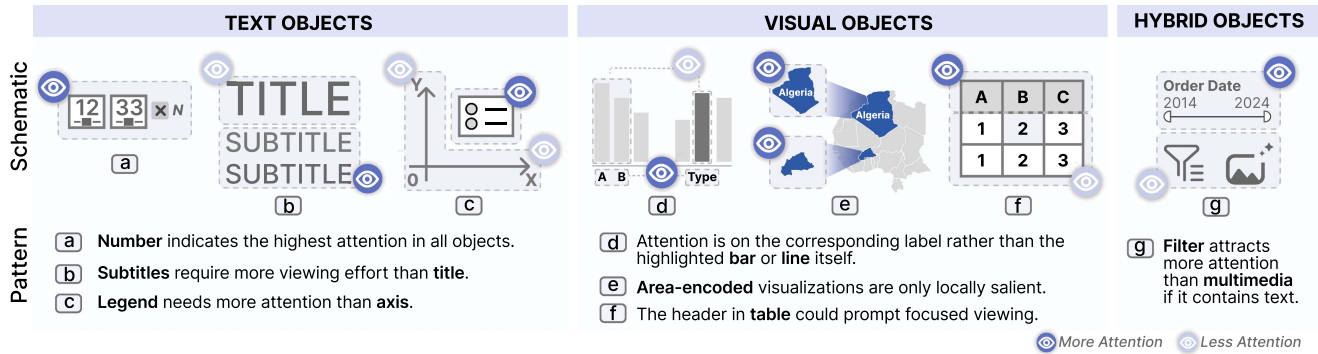 TEXT OBJECTS
VISUAL OBJECTS
HYBRID OBJECTS
Schematic
12 33 x N
a
TITLE
SUBTITLE
SUBTITLE
b
Y
0
X
c
A B Type
d
Algeria
Algeria
e
A B C
1 2 3
1 2 3
f
Order Date
2014 2024
g
Pattern
a Number indicates the highest attention in all objects.
b Subtitles require more viewing effort than title.
c Legend needs more attention than axis.
d Attention is on the corresponding label rather than the
highlighted bar or line itself.
e Area-encoded visualizations are only locally salient.
f The header in table could prompt focused viewing.
g Filter attracts
more attention
than multimedia
if it contains text.
More Attention Less Attention